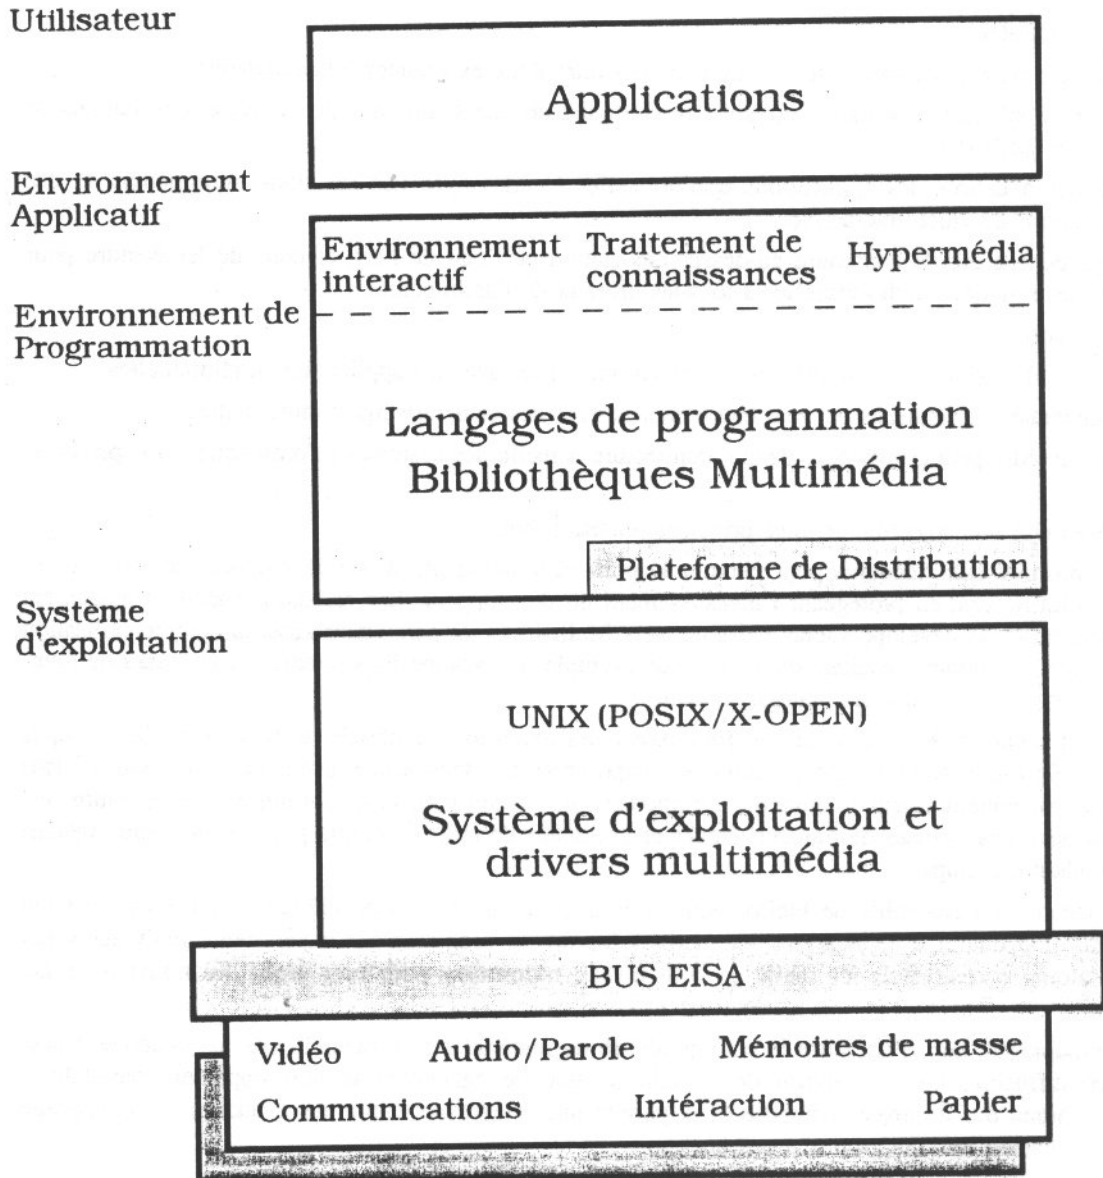 Utilisateur
Applications
Environnement
Applicatif
Environnement
interactif
Traitement de
connaissances
Hypermédia
Environnement de
Programmation
Langages de programmation
Bibliothèques Multimédia
Plateforme de Distribution
Système
d'exploitation
UNIX (POSIX/X-OPEN)
Système d'exploitation et
drivers multimédia
BUS EISA
Vidéo Audio/Parole Mémoires de masse
Communications Intéraction Papier